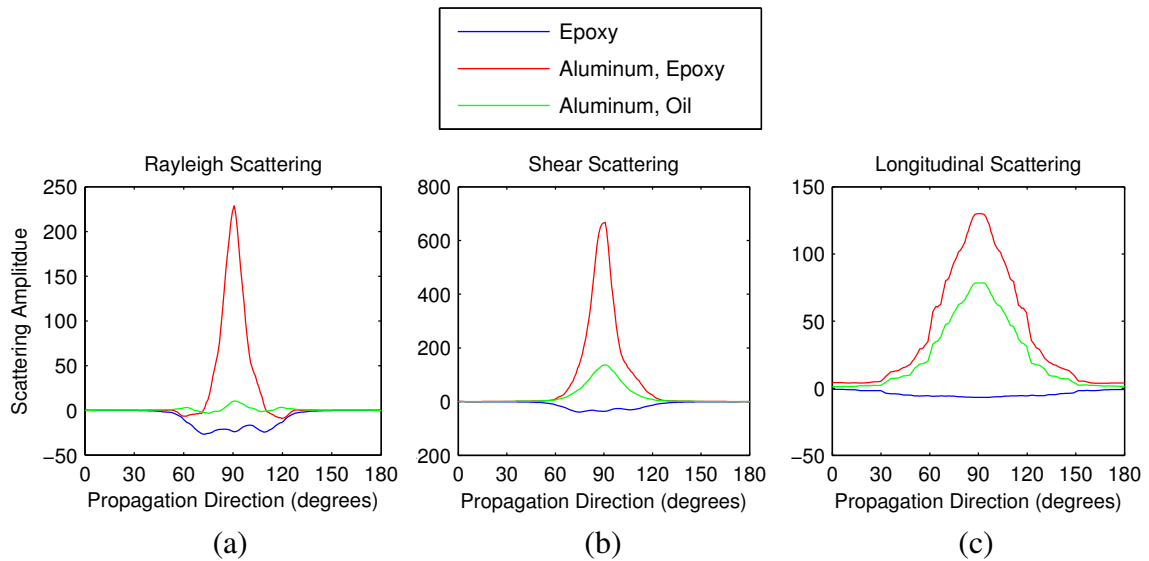 Epoxy
Aluminum, Epoxy
Aluminum, Oil
Rayleigh Scattering
Shear Scattering
Longitudinal Scattering
Scattering Amplitdue
250
200
150
100
50
0
−50
0 30 60 90 120 150 180
Propagation Direction (degrees)
(a)
800
600
400
200
0
200
0 30 60 90 120 150 180
Propagation Direction (degrees)
(b)
150
100
50
0
−50
0 30 60 90 120 150 180
Propagation Direction (degrees)
(c)